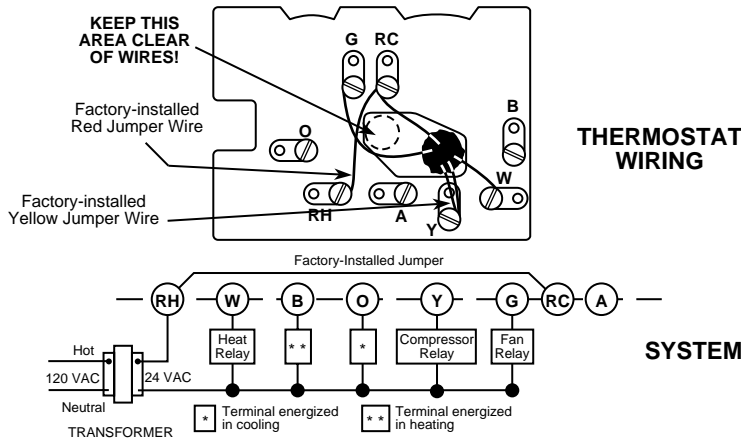 KEEP THIS
AREA CLEAR
OF WIRES!
G RC
Factory-installed
Red Jumper Wire
O
B
THERMOSTAT
WIRING
W
Factory-installed
Yellow Jumper Wire
RH
A
Y
Factory-Installed Jumper
RH W B O Y G RC A
Hot
Heat
Relay
* *
*
Compressor
Relay
Fan
Relay
SYSTEM
120 VAC 24 VAC
Neutral
TRANSFORMER
* Terminal energized
in cooling
* * Terminal energized
in heating